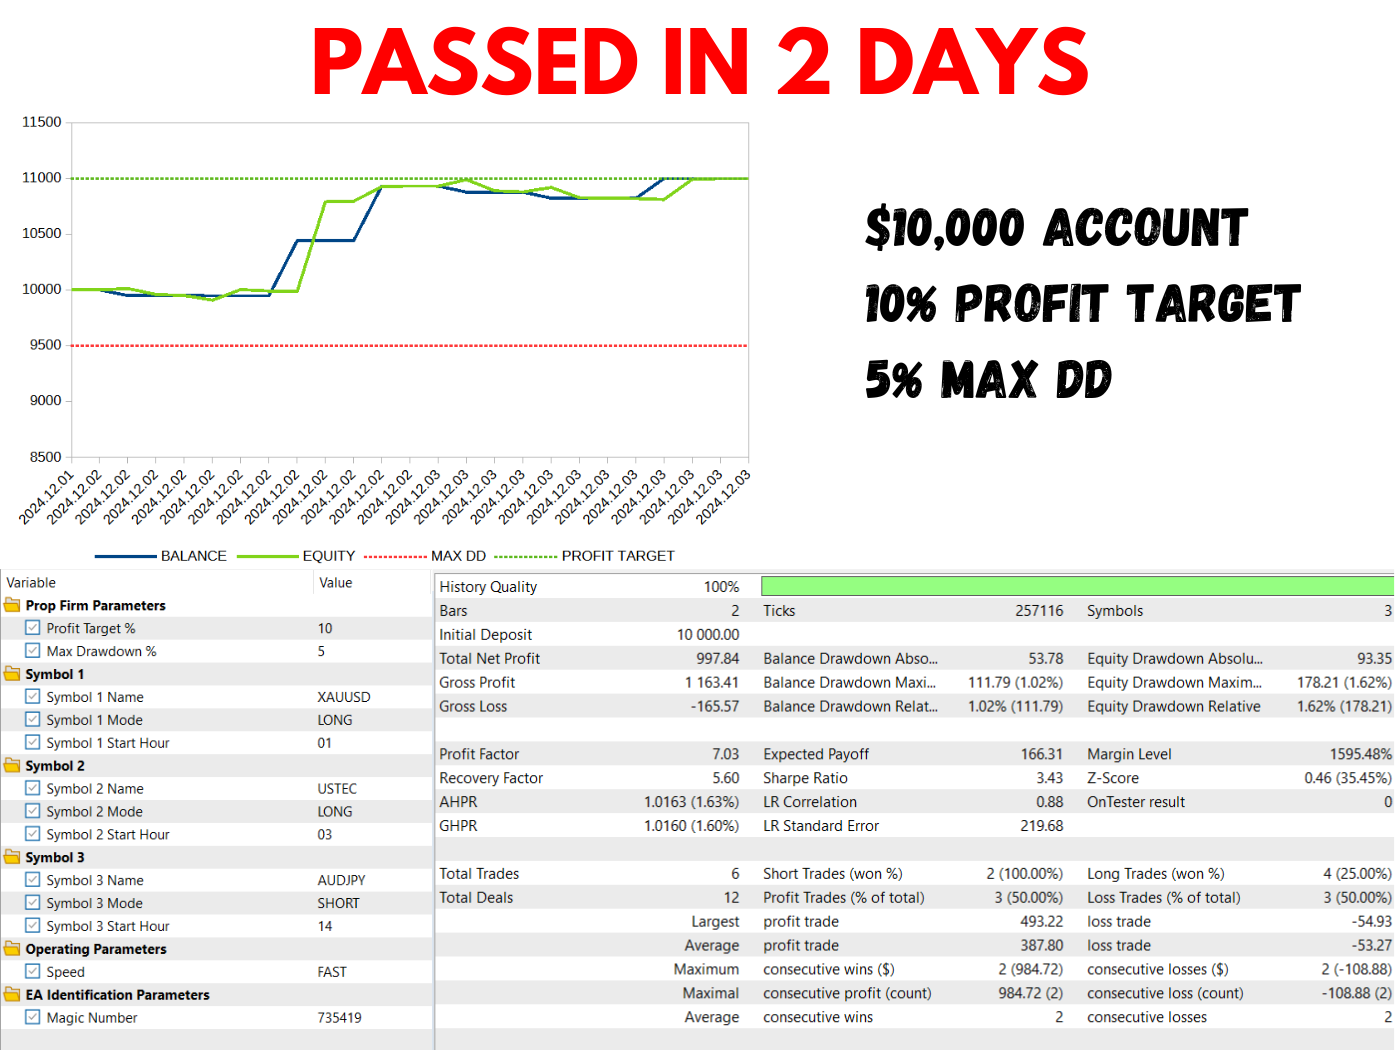 PASSED IN 2 DAYS
11500
11000
10500
10000
9500
9000
8500
2024.12.01 2024.12.02 2024.12.02 2024.12.02 2024.12.02 2024.12.02 2024.12.02 2024.12.02 2024.12.02 2024.12.02 2024.12.02 2024.12.02 2024.12.02 2024.12.03 2024.12.03 2024.12.03 2024.12.03 2024.12.03 2024.12.03 2024.12.03 2024.12.03 2024.12.03 2024.12.03 2024.12.03 2024.12.03
BALANCE EQUITY MAX DD PROFIT TARGET
$10,000 ACCOUNT
10% PROFIT TARGET
5% MAX DD
Variable Value
Prop Firm Parameters
Profit Target % 10
Max Drawdown % 5
Symbol 1
Symbol 1 Name XAUUSD
Symbol 1 Mode LONG
Symbol 1 Start Hour 01
Symbol 2
Symbol 2 Name USTEC
Symbol 2 Mode LONG
Symbol 2 Start Hour 03
Symbol 3
Symbol 3 Name AUDJPY
Symbol 3 Mode SHORT
Symbol 3 Start Hour 14
Operating Parameters
Speed FAST
EA Identification Parameters
Magic Number 735419
History Quality 100%
Bars 2 Ticks 257116 Symbols 3
Initial Deposit 10 000.00
Total Net Profit 997.84 Balance Drawdown Abso... 53.78 Equity Drawdown Absolu... 93.35
Gross Profit 1 163.41 Balance Drawdown Maxi... 111.79 (1.02%) Equity Drawdown Maxim... 178.21 (1.62%)
Gross Loss -165.57 Balance Drawdown Relat... 1.02% (111.79) Equity Drawdown Relative 1.62% (178.21)
Profit Factor 7.03 Expected Payoff 166.31 Margin Level 1595.48%
Recovery Factor 5.60 Sharpe Ratio 3.43 Z-Score 0.46 (35.45%)
AHPR 1.0163 (1.63%) LR Correlation 0.88 OnTester result 0
GHPR 1.0160 (1.60%) LR Standard Error 219.68
Total Trades 6 Short Trades (won %) 2 (100.00%) Long Trades (won %) 4 (25.00%)
Total Deals 12 Profit Trades (% of total) 3 (50.00%) Loss Trades (% of total) 3 (50.00%)
Largest profit trade 493.22 loss trade -54.93
Average profit trade 387.80 loss trade -53.27
Maximum consecutive wins ($) 2 (984.72) consecutive losses ($) 2 (-108.88)
Maximal consecutive profit (count) 984.72 (2) consecutive loss (count) -108.88 (2)
Average consecutive wins 2 consecutive losses 2